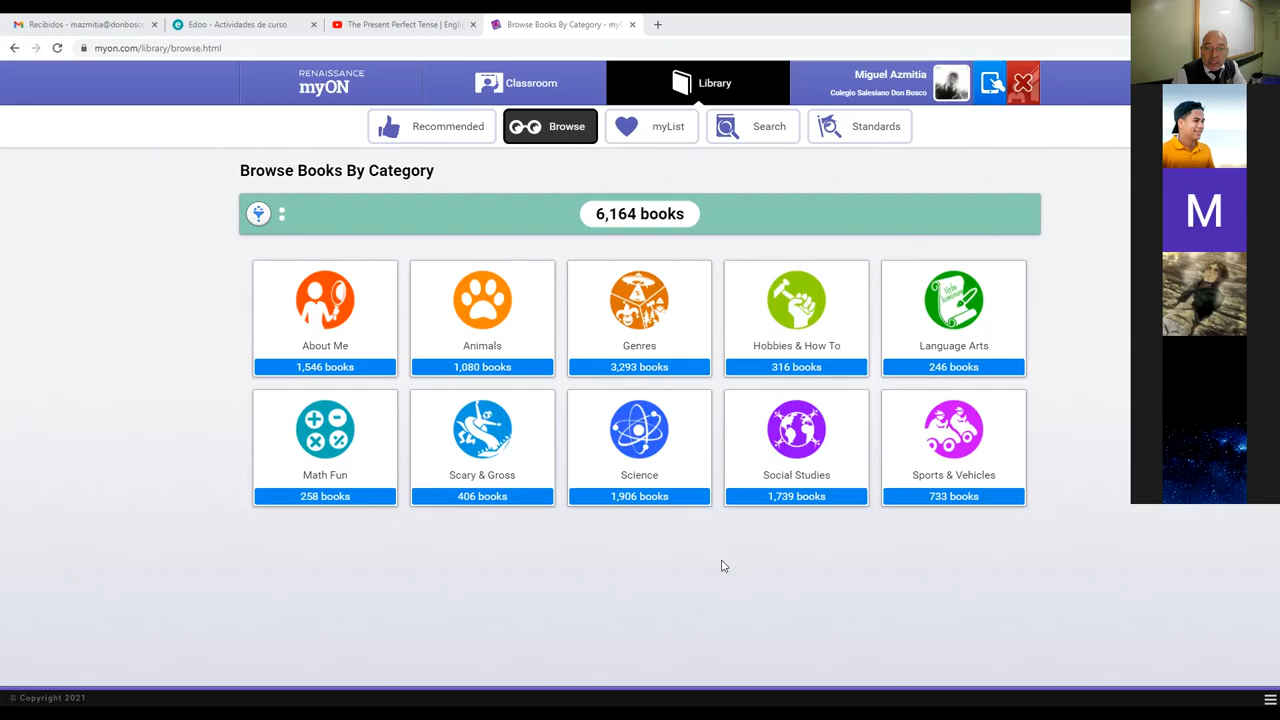 Recibidos - mazmitia@donbosco
Edoo - Actividades de curso
The Present Perfect Tense | Engli
Browse Books By Category - my
myon.com/library/browse.html
RENAISSANCE
myON
Classroom
Library
Miguel Azmitia
Colegio Salesiano Don Bosco
Recommended
Browse
myList
Search
Standards
Browse Books By Category
6,164 books
M
Verbs
homonyms
About Me
Animals
Genres
Hobbies & How To
Language Arts
1,546 books
1,080 books
3,293 books
316 books
246 books
Math Fun
Scary & Gross
Science
Social Studies
Sports & Vehicles
258 books
406 books
1,906 books
1,739 books
733 books
© Copyright 2021